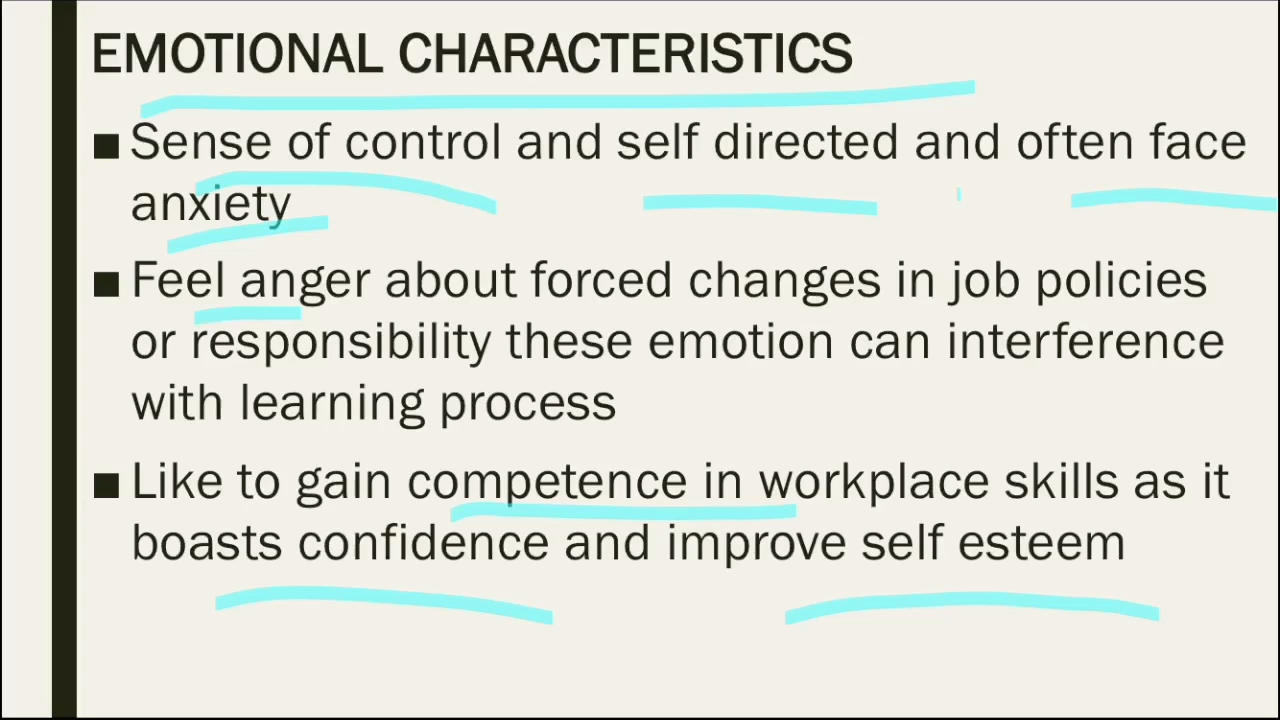 EMOTIONAL CHARACTERISTICS
■ Sense of control and self directed and often face
anxiety
■ Feel anger about forced changes in job policies
or responsibility these emotion can interference
with learning process
■ Like to gain competence in workplace skills as it
boasts confidence and improve self esteem